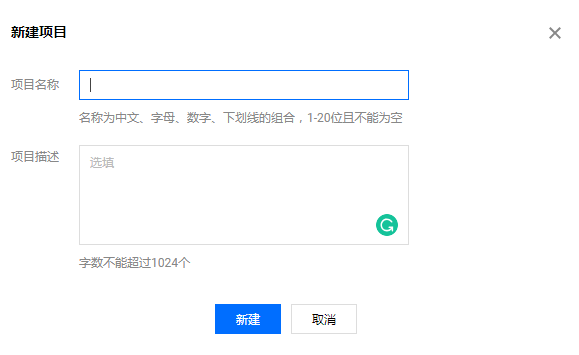 新建项目
项目名称
名称为中文、字母、数字、下划线的组合，1-20位且不能为空
项目描述
选填
字数不能超过1024个
新建
取消